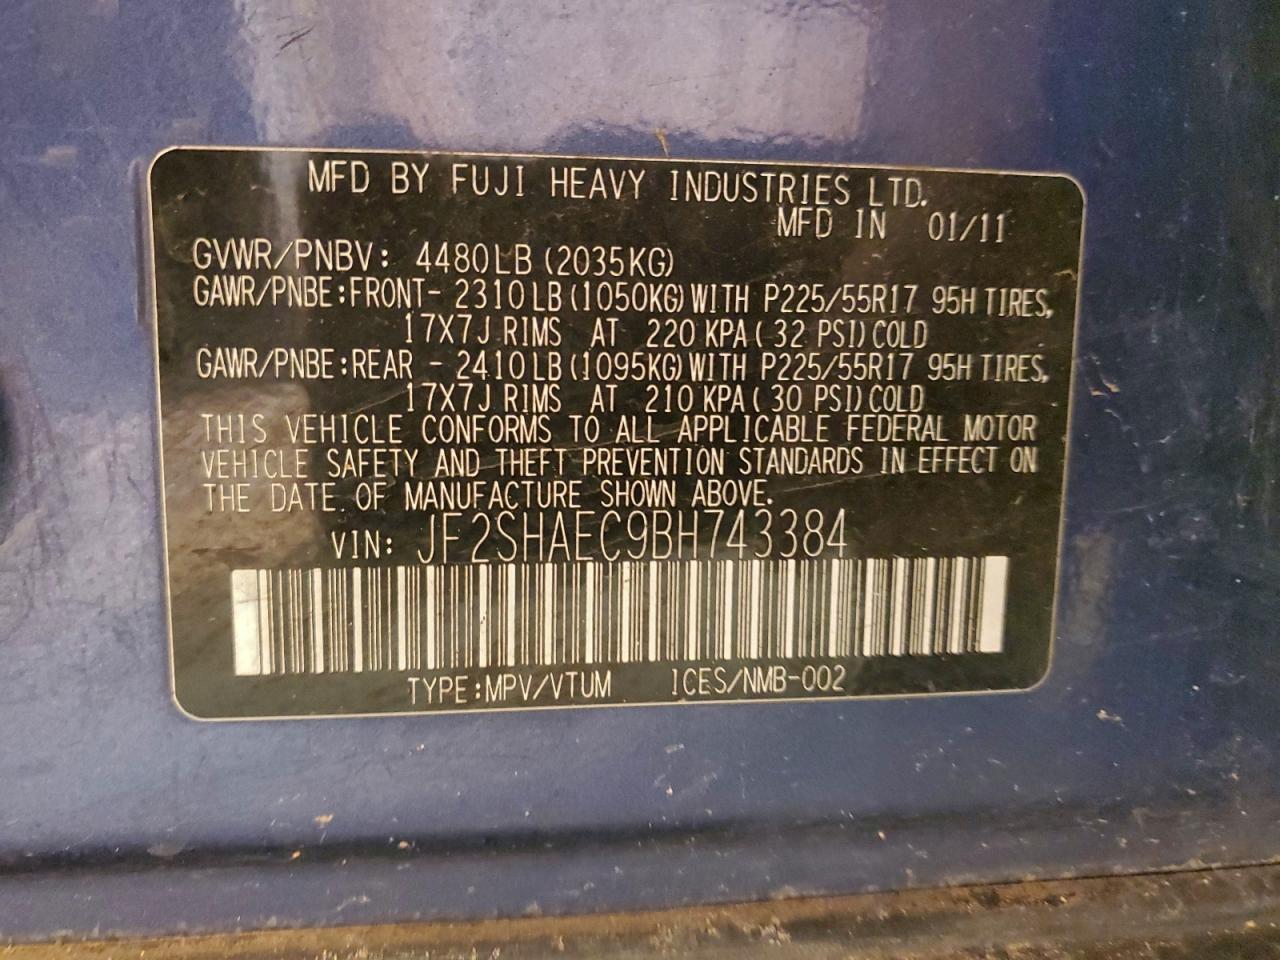 MFD BY FUJI HEAVY INDUSTRIES LTD.
MFD IN 01/11
GVWR/PNBV: 4480LB (2035KG)
GAWR/PNBE:FRONT- 2310LB(1050KG)WITH P225/55R17 95H TIRES,
17X7J RIMS AT 220 KPA( 32 PSI)COLD
GAWR/PNBE:REAR - 2410LB(1095KG)WITH P225/55R17 95H TIRES,
17X7J RIMS AT 210 KPA( 30 PSI)COLD
THIS VEHICLE CONFORMS TO ALL APPLICABLE FEDERAL MOTOR
VEHICLE SAFETY AND THEFT PREVENTION STANDARDS IN EFFECT ON
THE DATE OF MANUFACTURE SHOWN ABOVE.
VIN: JF2SHAEC9BH743384
TYPE:MPV/VTUM ICES/NMB-002